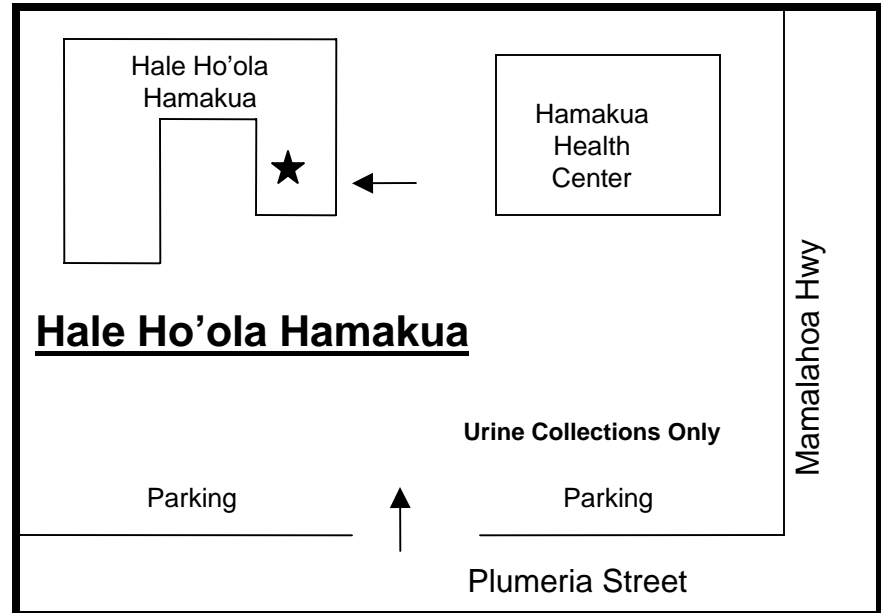 Hale Ho’ola
Hamakua
Hamakua
Health
Center
Mamalahoa Hwy
Hale Ho’ola Hamakua
Urine Collections Only
Parking
Parking
Plumeria Street